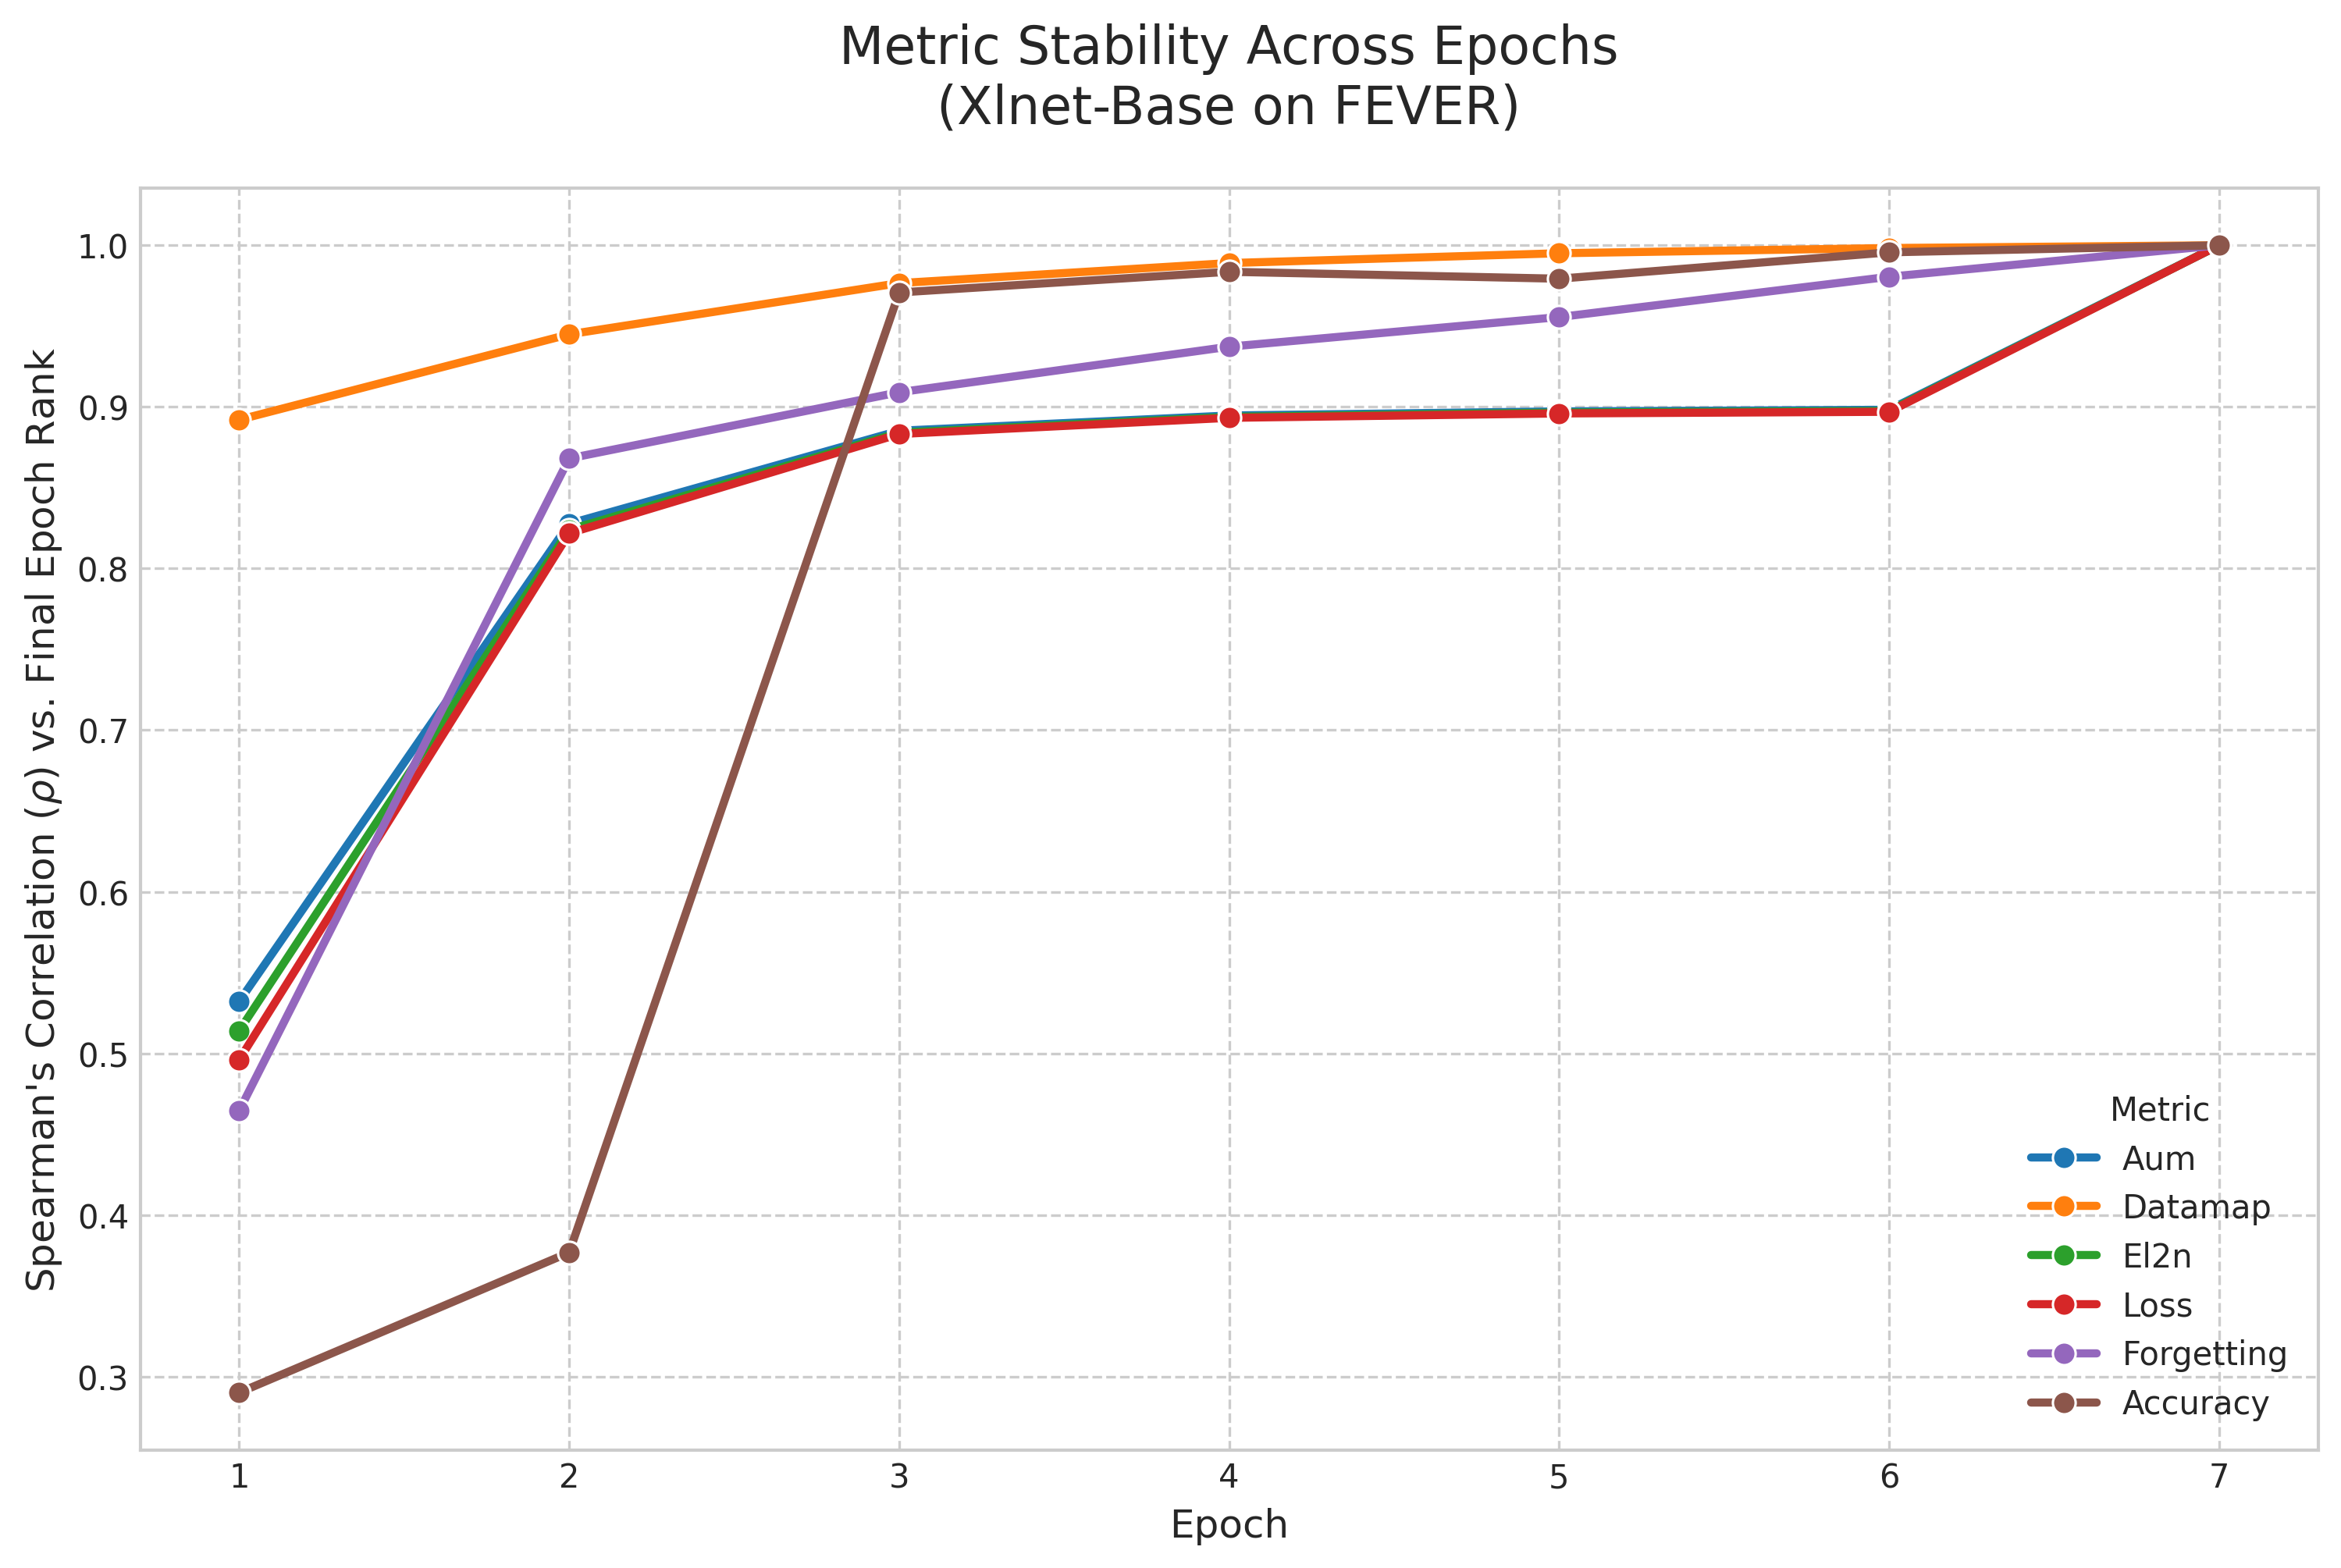 Metric Stability Across Epochs
(Xlnet-Base on FEVER)
Spearman's Correlation (ρ) vs. Final Epoch Rank
1.0
0.9
0.8
0.7
0.6
0.5
0.4
0.3
Metric
Aum
Datamap
El2n
Loss
Forgetting
Accuracy
1 2 3 4 5 6 7
Epoch